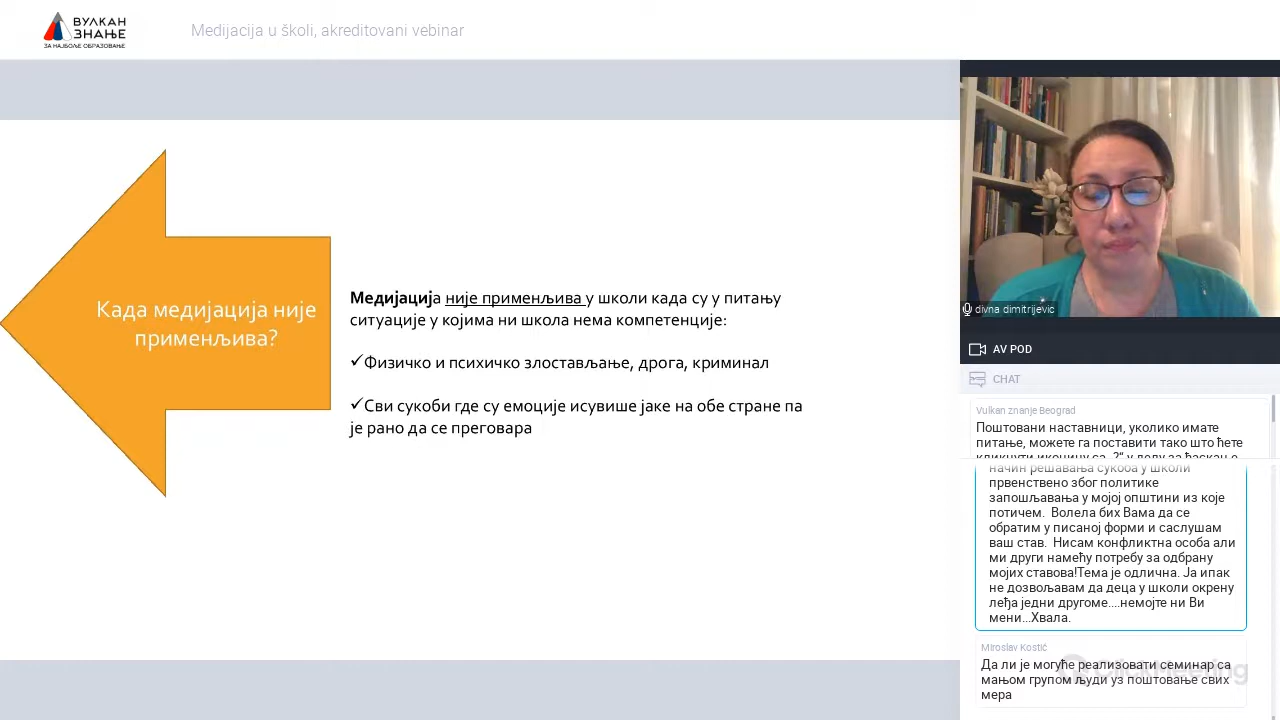 ВУЛКАН
ЗНАЊЕ
ЗА НАЈБОЉЕ ОБРАЗОВАЊЕ
Medijacija u školi, akreditovani vebinar
Када медијација није
применљива?
Медијација није применљива у школи када су у питању
ситуације у којима ни школа нема компетенције:
✓Физичко и психичко злостављање, дрога, криминал
✓Сви сукоби где су емоције исувише јаке на обе стране па
је рано да се преговара
divna dimitrijevic
AV POD
CHAT
Vulkan znanje Beograd
Поштовани наставници, уколико имате
питање, можете га поставити тако што ћете
кликнути иконицу са „?“ у делу за ћаскање
начин решавања сукоба у школи
првенствено због политике
запошљавања у мојој општини из које
потичем. Волела бих Вама да се
обратим у писаној форми и саслушам
ваш став. Нисам конфликтна особа али
ми други намећу потребу за одбрану
мојих ставова!Тема је одлична. Ја ипак
не дозвољавам да деца у школи окрену
леђа једни другоме....немојте ни Ви
мени...Хвала.
Miroslav Kostić
Да ли је могуће реализовати семинар са
мањом групом људи уз поштовање свих
мера
ClickMeeting